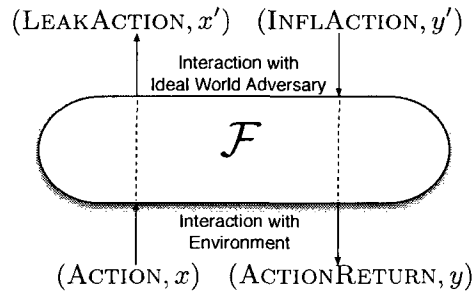 (LEAKACTION, x′) (INFLACTION, y′)
Interaction with
Ideal World Adversary
F
Interaction with
Environment
(ACTION, x) (ACTIONRETURN, y)